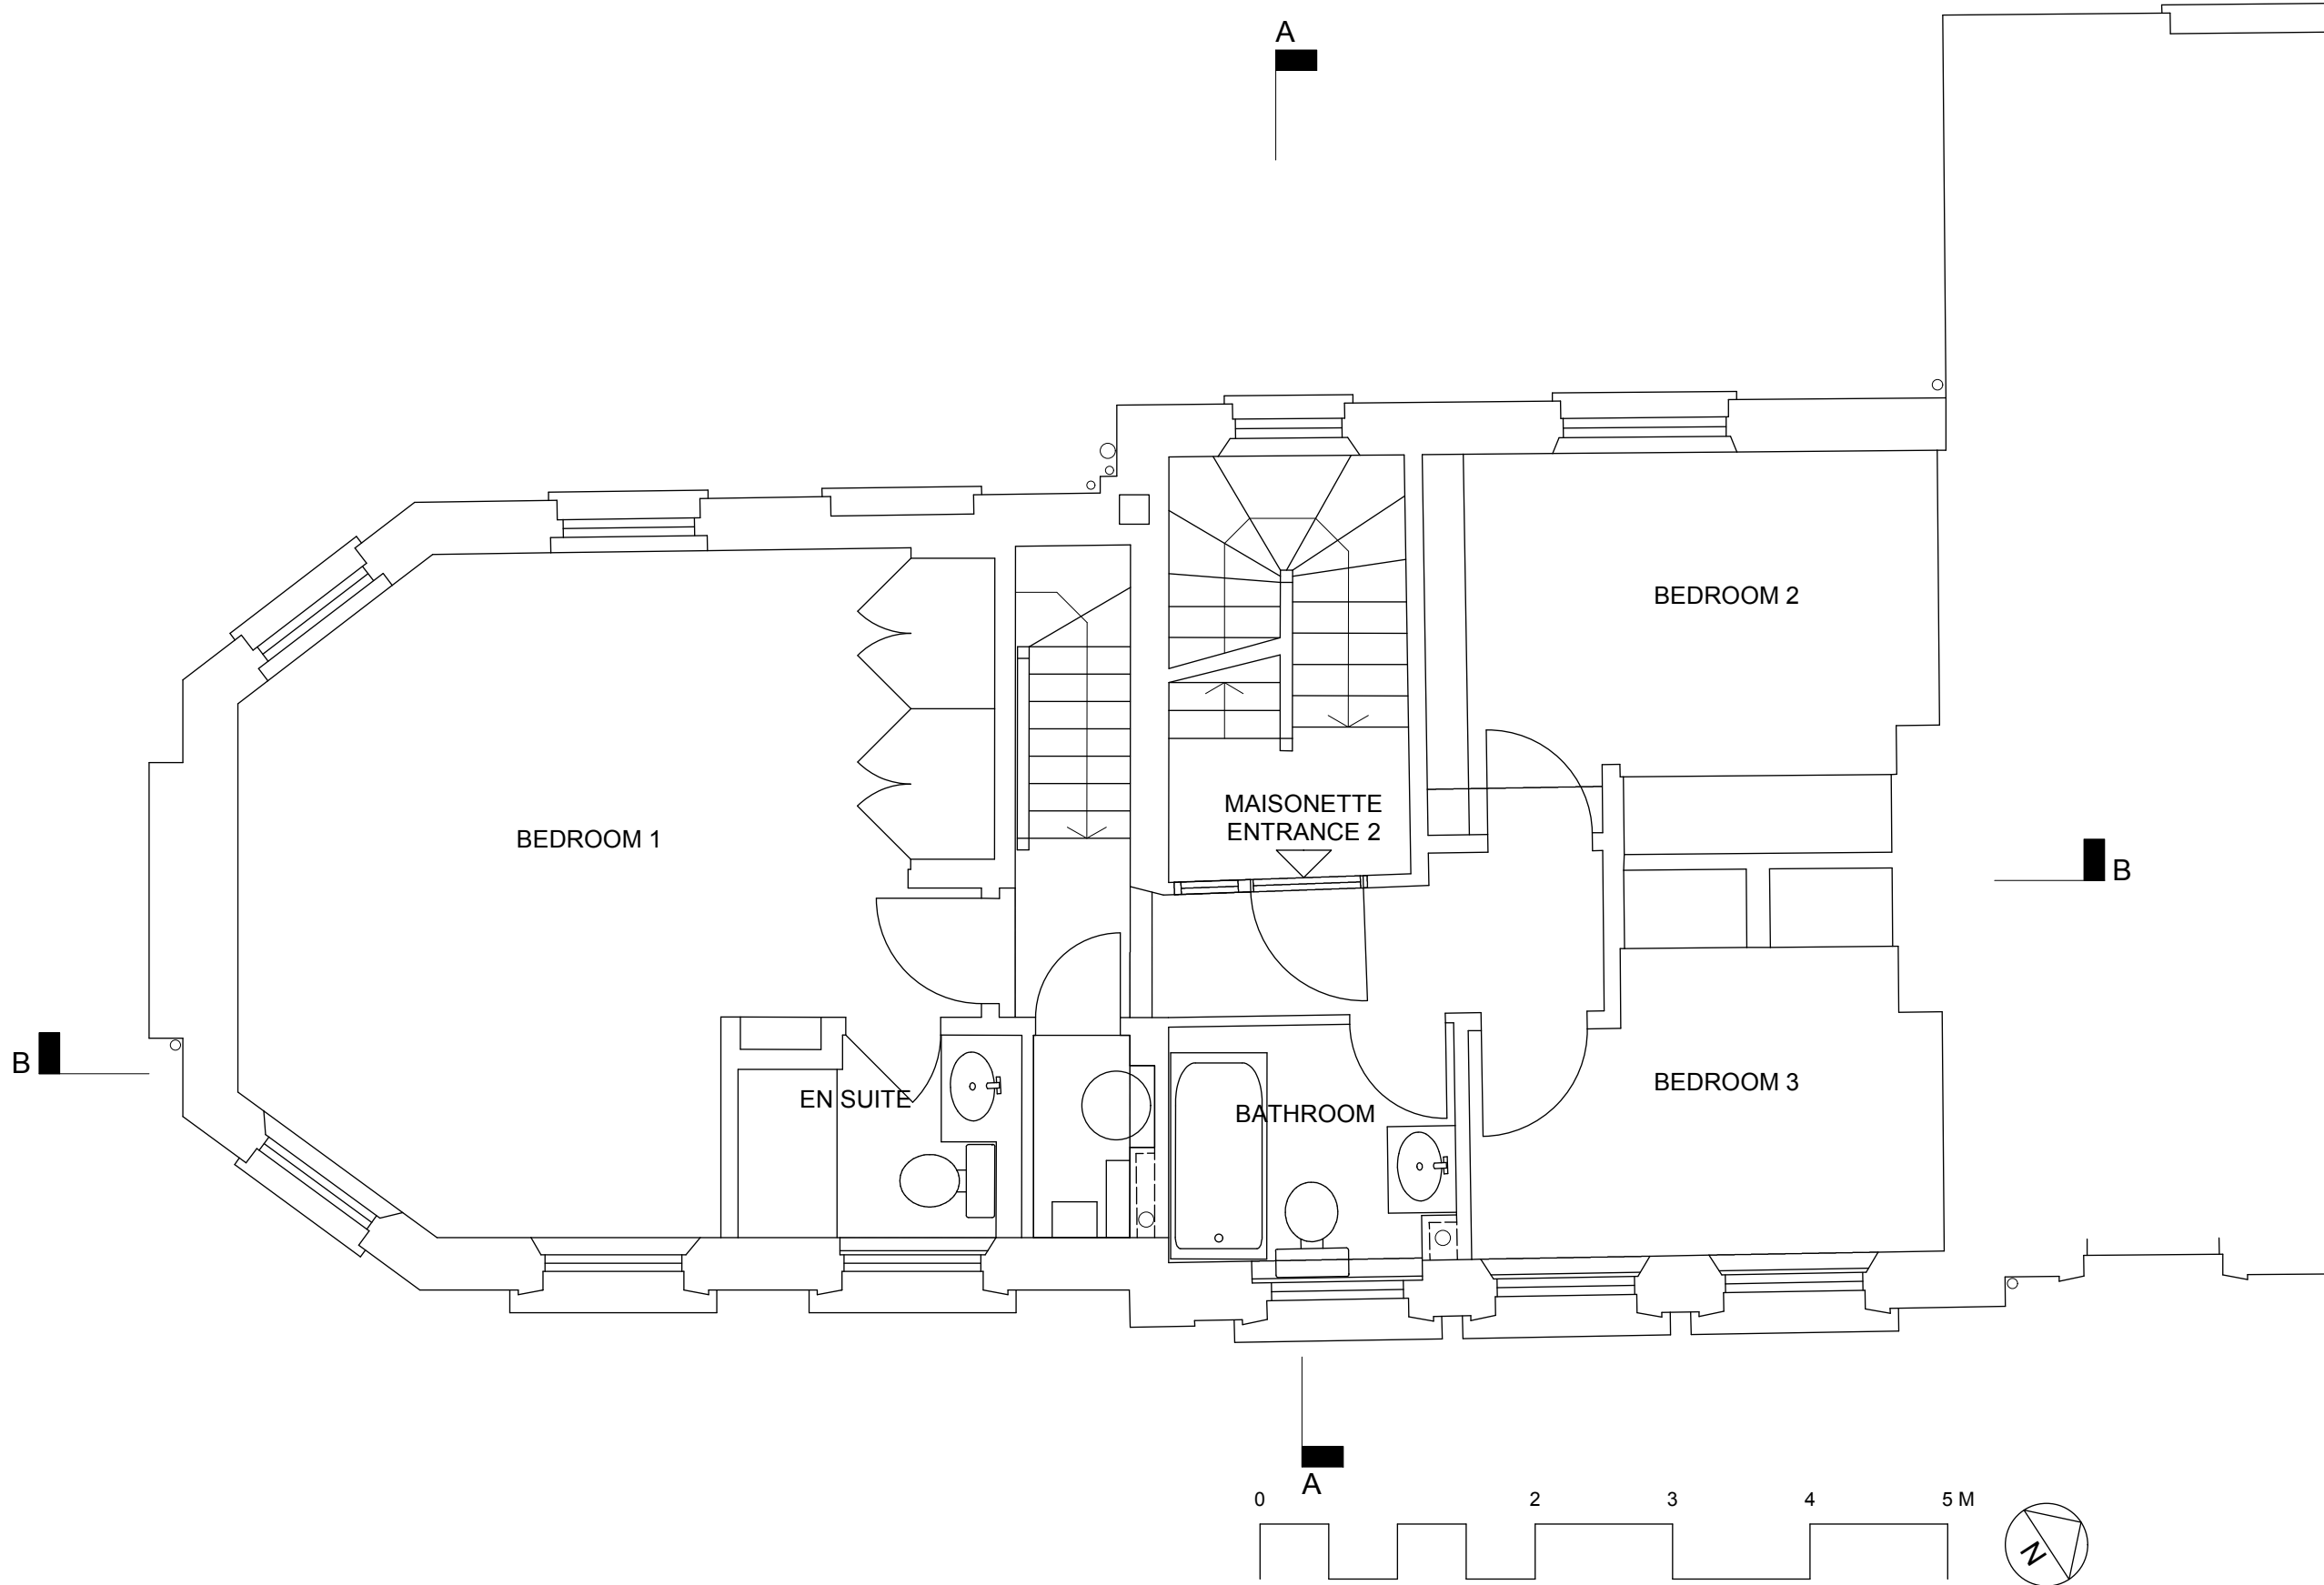 A
BEDROOM 2
MAISONETTE
ENTRANCE 2
BEDROOM 1
B
B
BEDROOM 3
EN SUITE
BATHROOM
A
0 2 3 4 5 M
N